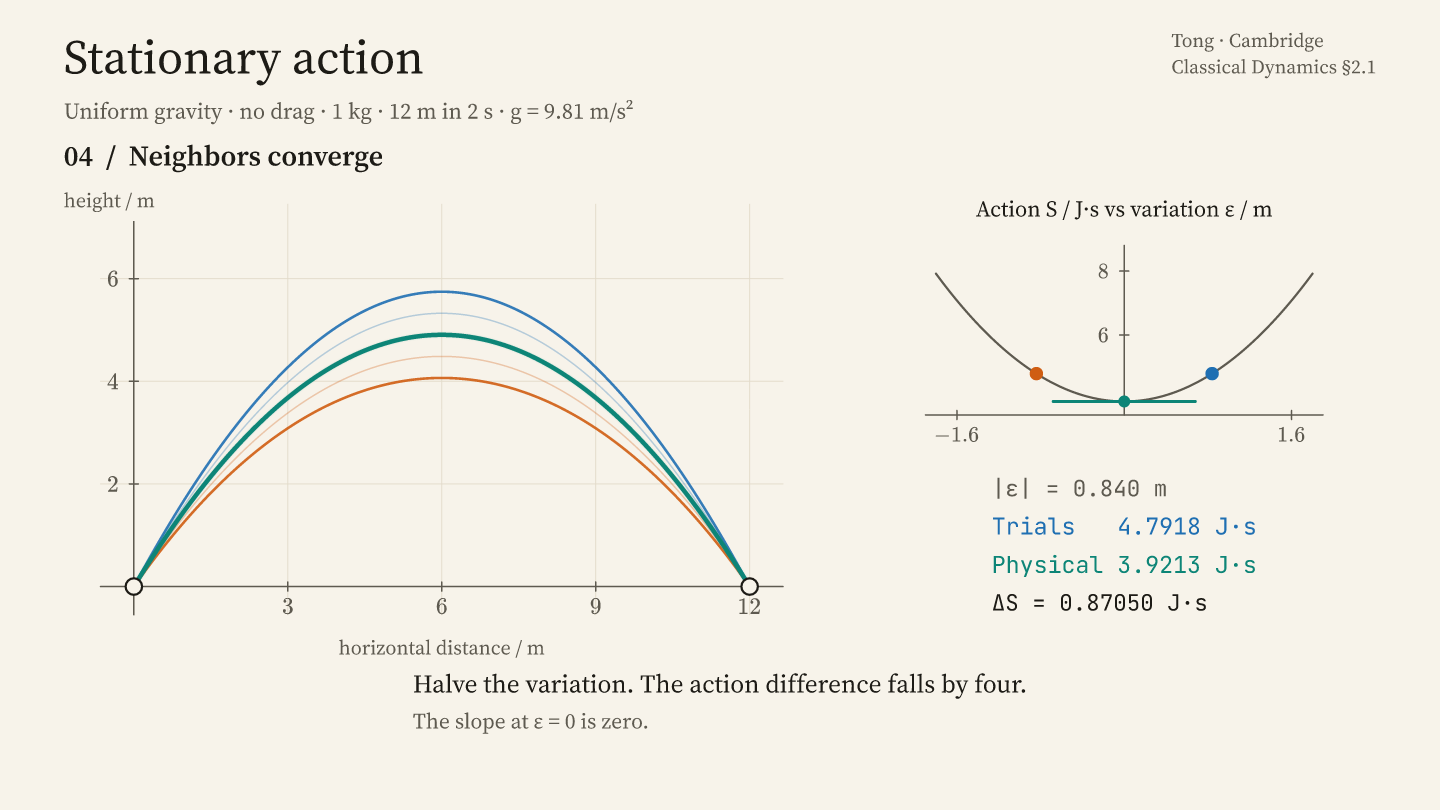 Stationary action
Tong · Cambridge
Classical Dynamics §2.1
Uniform gravity · no drag · 1 kg · 12 m in 2 s · g = 9.81 m/s²
04 / Neighbors converge
height / m
6
4
2
3 6 9 12
horizontal distance / m
Action S / J·s vs variation ε / m
8
6
−1.6 1.6
|ε| = 0.840 m
Trials 4.7918 J·s
Physical 3.9213 J·s
ΔS = 0.87050 J·s
Halve the variation. The action difference falls by four.
The slope at ε = 0 is zero.